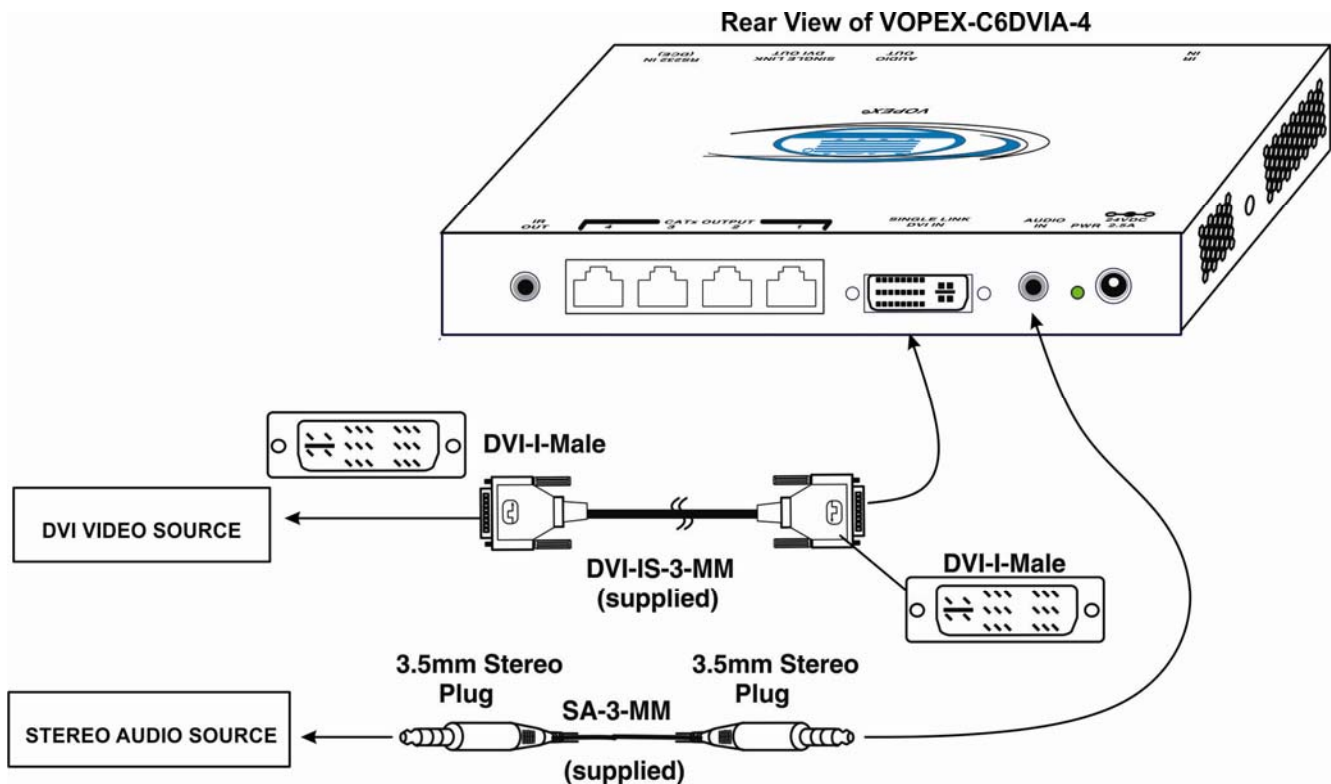 Rear View of VOPEX-C6DVIA-4
RS232 IN
(DCE)
SINGLE LINK
DVI OUT
AUDIO
OUT
IR
IN
VOPEX®
IR
OUT
CATx OUTPUT
4 3 2 1
SINGLE LINK
DVI IN
AUDIO
IN
PWR
24VDC
2.5A
DVI-I-Male
DVI VIDEO SOURCE
DVI-IS-3-MM
(supplied)
DVI-I-Male
3.5mm Stereo
Plug
3.5mm Stereo
Plug
SA-3-MM
(supplied)
STEREO AUDIO SOURCE